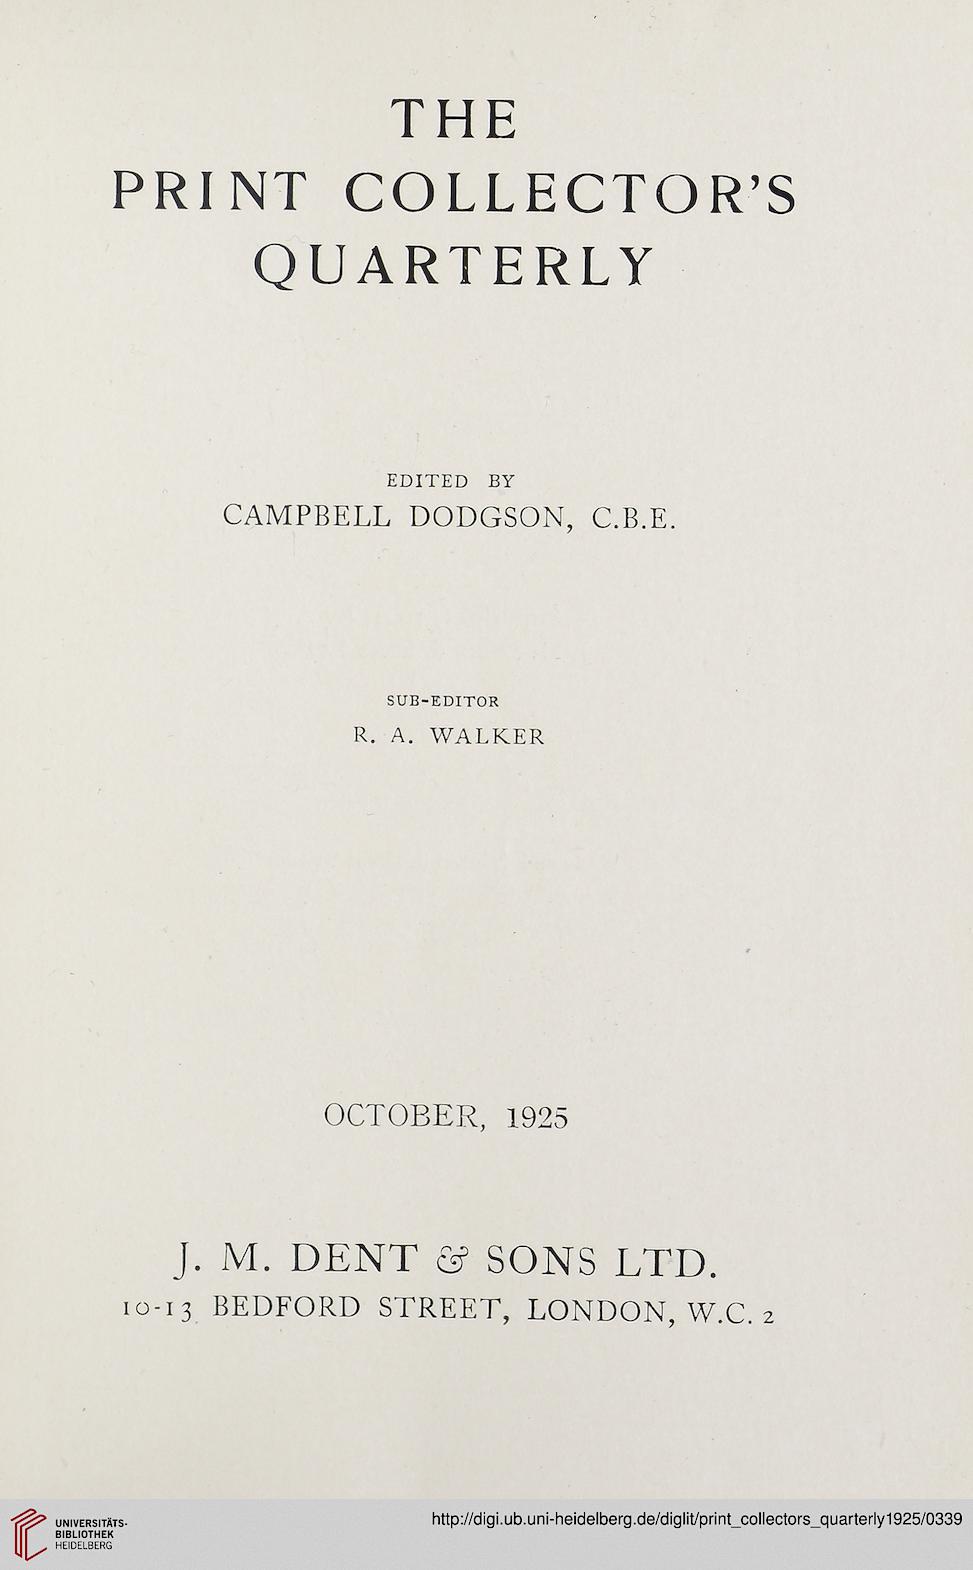 THE
PRINT COLLECTOR'S
QUARTERLY
EDITED BY
CAMPBELL DODGSON, C.B.E.
SUB-EDITOR
R. A. WALKER
OCTOBER, 1925
J. M. DENT & SONS LTD.
10-13 BEDFORD STREET, LONDON, W.C. 2
UNIVERSITÄTS-
BIBLIOTHEK
HEIDELBERG
http://digi.ub.uni-heidelberg.de/diglit/print_collectors_quarterly1925/0339